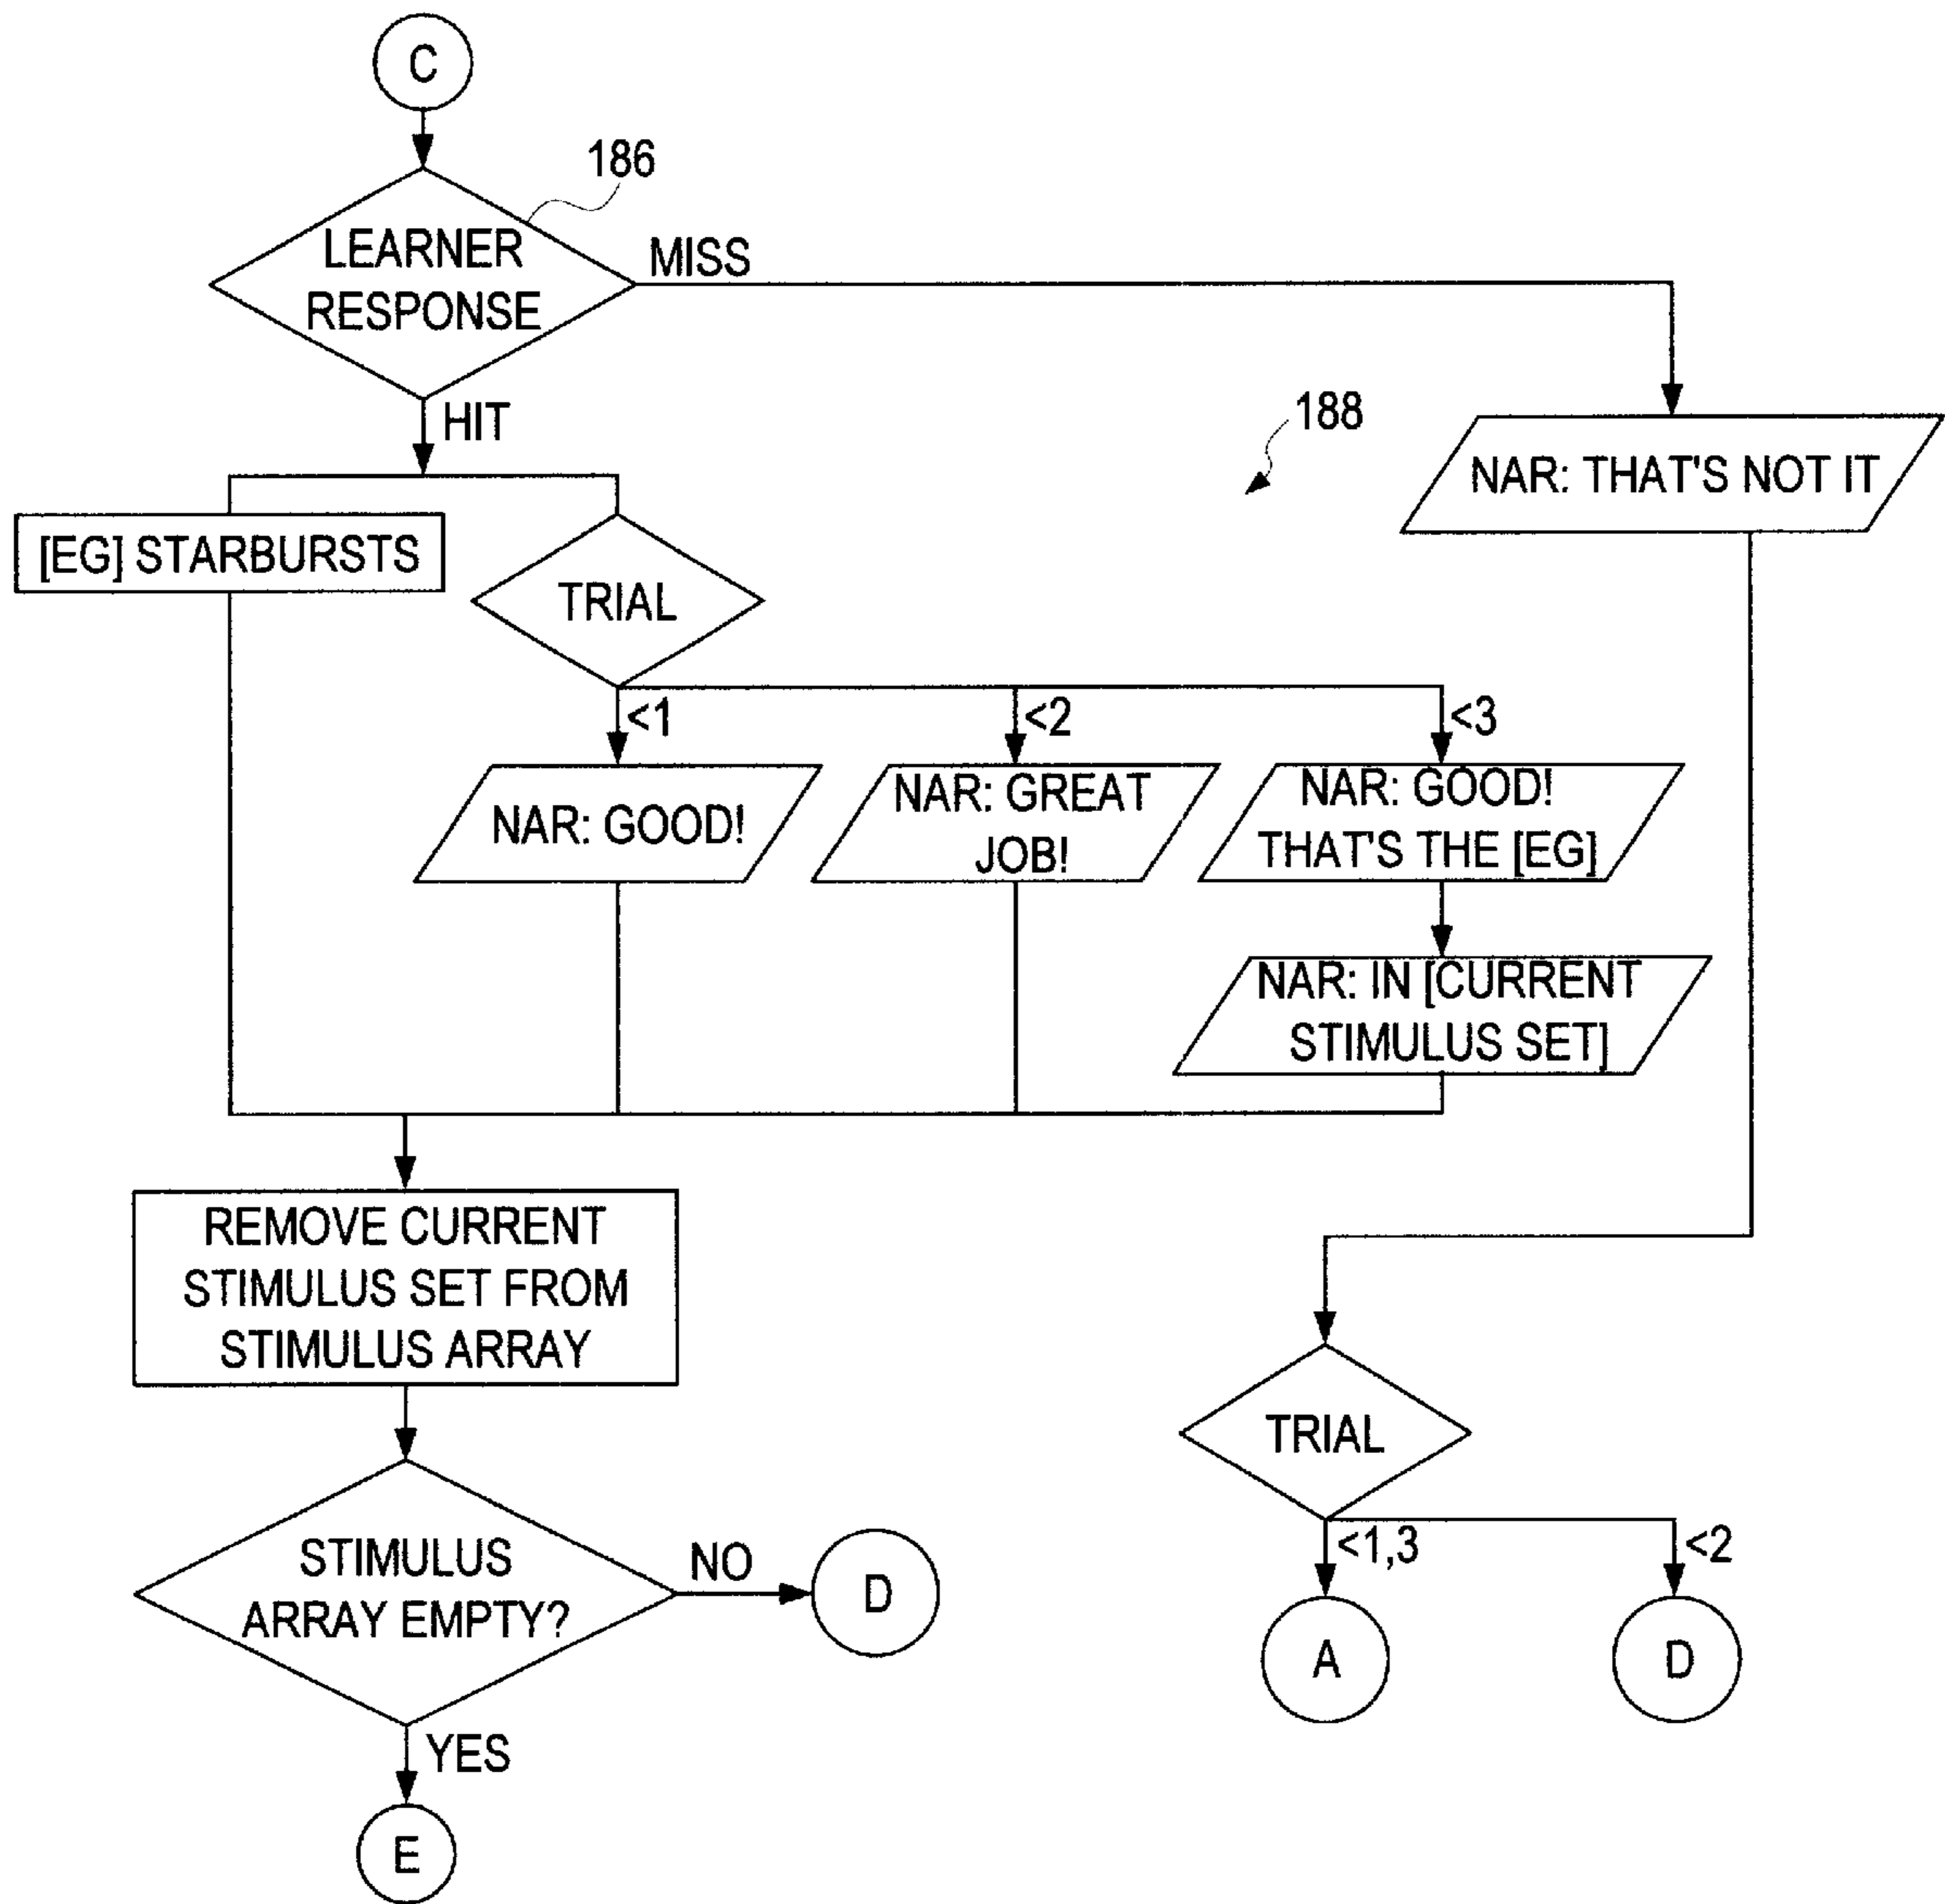 C
186
LEARNER
RESPONSE
MISS
HIT
188
NAR: THAT'S NOT IT
[EG] STARBURSTS
TRIAL
<1
<2
<3
NAR: GOOD!
NAR: GREAT
JOB!
NAR: GOOD!
THAT'S THE [EG]
NAR: IN [CURRENT
STIMULUS SET]
REMOVE CURRENT
STIMULUS SET FROM
STIMULUS ARRAY
TRIAL
<1,3
<2
STIMULUS
ARRAY EMPTY?
NO
D
A
D
YES
E